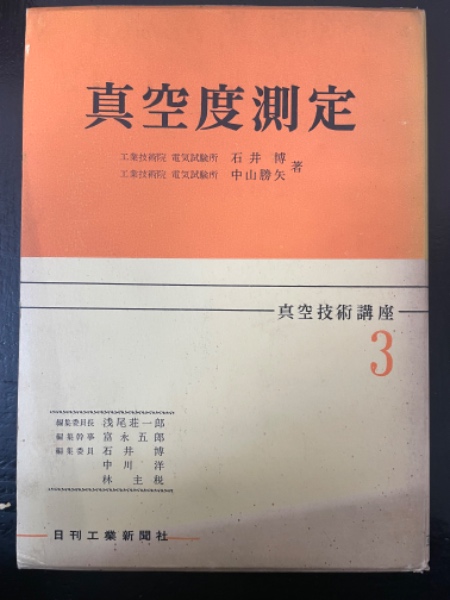 真空度測定
工業技術院 電気試験所 石井 博
工業技術院 電気試験所 中山勝矢
著
真空技術講座
3
編集委員長 浅尾荘一郎
編集幹事 富永五郎
編集委員 石井 博
中川 洋
林 主税
日刊工業新聞社